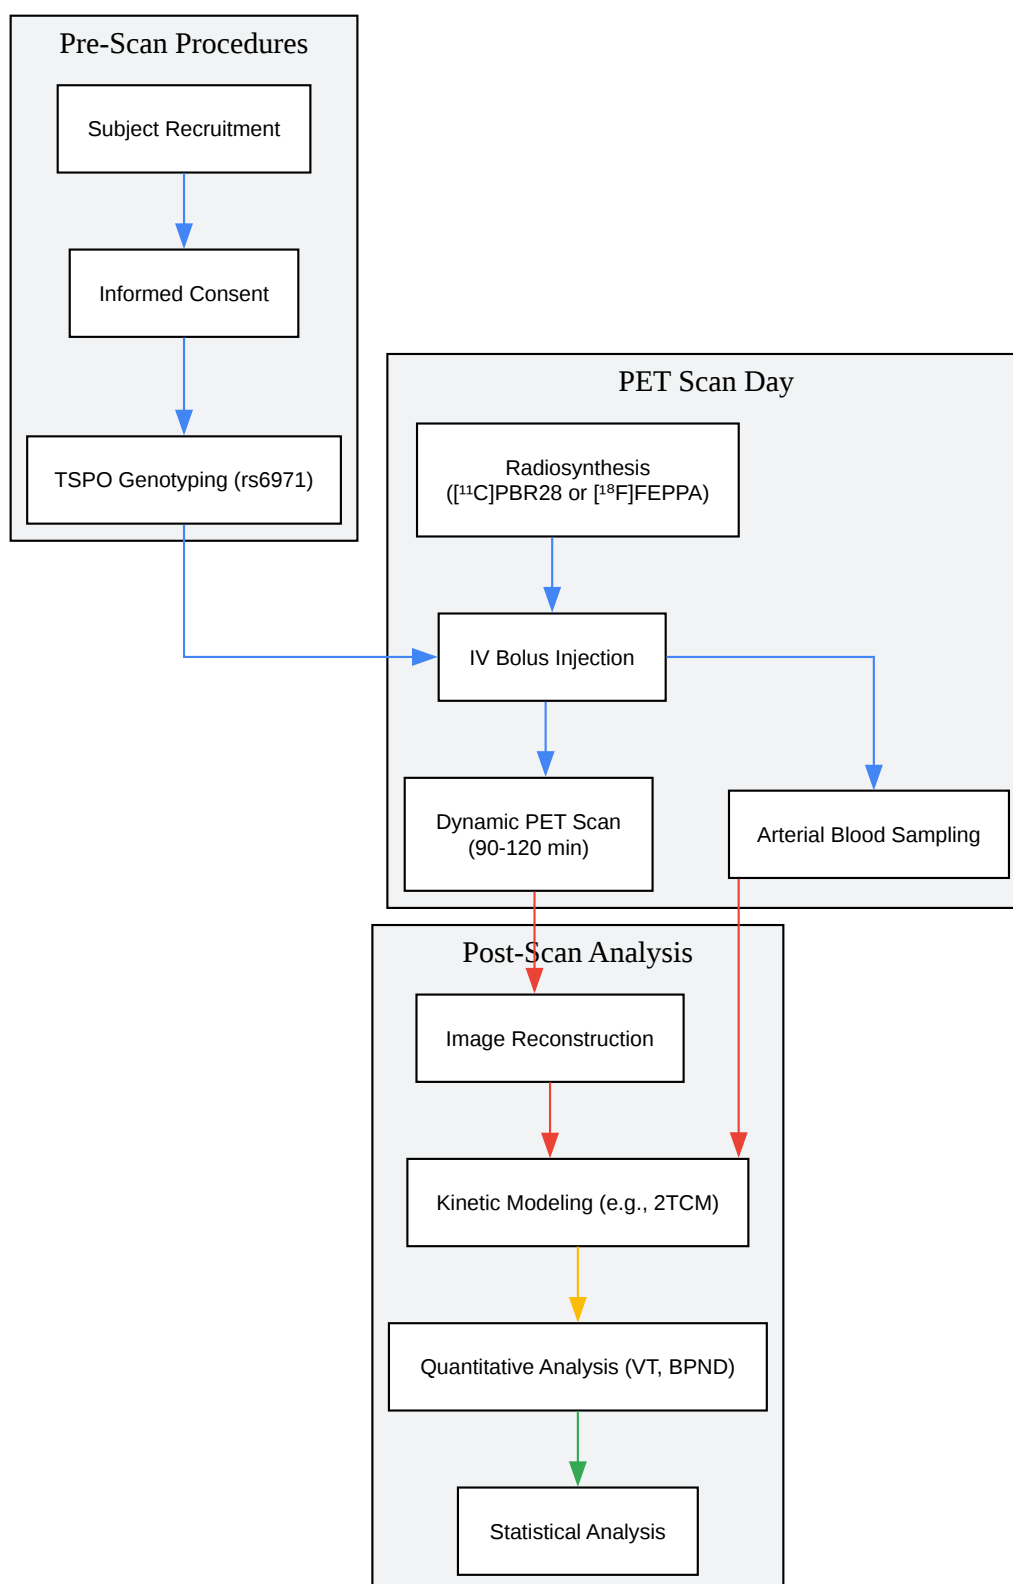 Pre-Scan Procedures
Subject Recruitment
Informed Consent
TSPO Genotyping (rs6971)
PET Scan Day
Radiosynthesis
([¹¹C]PBR28 or [¹⁸F]FEPPA)
IV Bolus Injection
Dynamic PET Scan
(90-120 min)
Arterial Blood Sampling
Post-Scan Analysis
Image Reconstruction
Kinetic Modeling (e.g., 2TCM)
Quantitative Analysis (VT, BPND)
Statistical Analysis